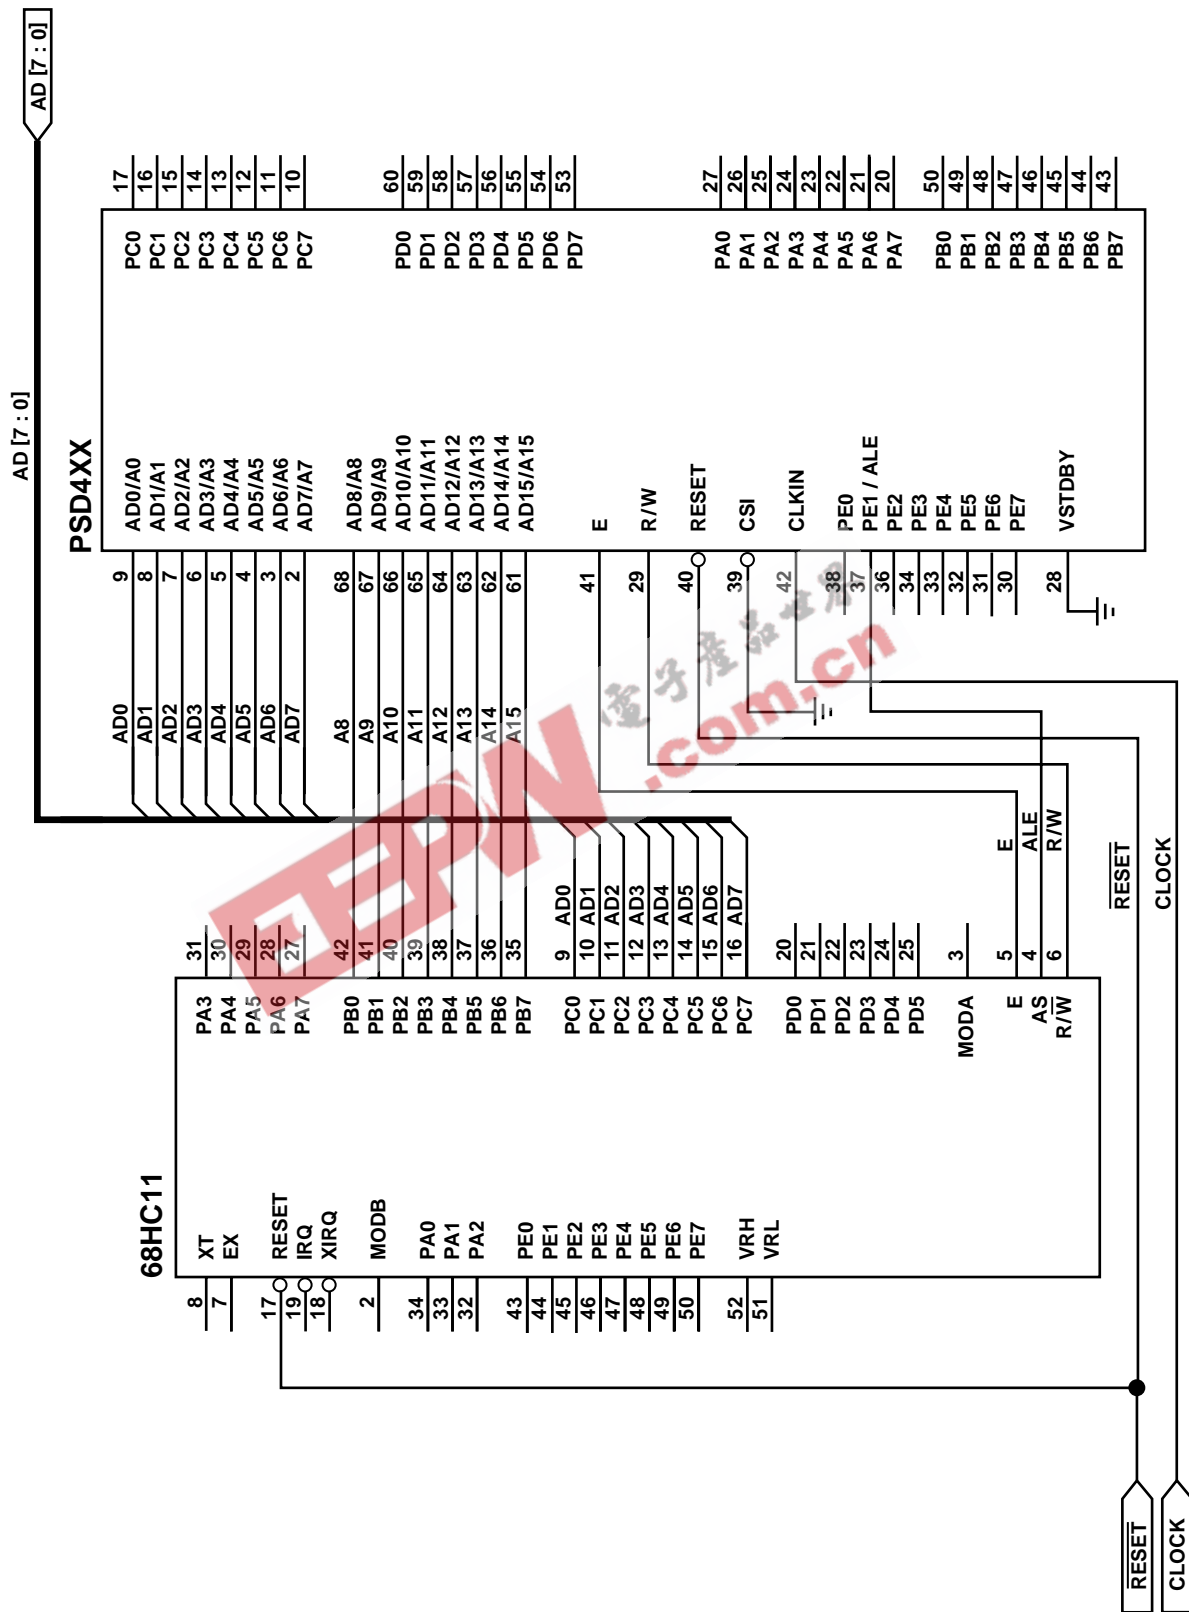 AD [7 : 0]
AD [7 : 0]
68HC11
8 XT
7 EX
17 RESET
19 IRQ
18 XIRQ
2 MODB
34 PA0
33 PA1
32 PA2
43 PE0
44 PE1
45 PE2
46 PE3
47 PE4
48 PE5
49 PE6
50 PE7
52 VRH
51 VRL
PA3 31
PA4 30
PA5 29
PA6 28
PA7 27
PB0 42
PB1 41
PB2 40
PB3 39
PB4 38
PB5 37
PB6 36
PB7 35
PC0 9 AD0
PC1 10 AD1
PC2 11 AD2
PC3 12 AD3
PC4 13 AD4
PC5 14 AD5
PC6 15 AD6
PC7 16 AD7
PD0 20
PD1 21
PD2 22
PD3 23
PD4 24
PD5 25
MODA 3
E 5 E
AS 4 ALE
R/W̅ 6 R/W
PSD4XX
AD0 9 AD0/A0
AD1 8 AD1/A1
AD2 7 AD2/A2
AD3 6 AD3/A3
AD4 5 AD4/A4
AD5 4 AD5/A5
AD6 3 AD6/A6
AD7 2 AD7/A7
A8 68 AD8/A8
A9 67 AD9/A9
A10 66 AD10/A10
A11 65 AD11/A11
A12 64 AD12/A12
A13 63 AD13/A13
A14 62 AD14/A14
A15 61 AD15/A15
41 E
29 R/W
40 RESET
39 CSI
42 CLKIN
38 PE0
37 PE1 / ALE
36 PE2
34 PE3
33 PE4
32 PE5
31 PE6
30 PE7
28 VSTDBY
PC0 17
PC1 16
PC2 15
PC3 14
PC4 13
PC5 12
PC6 11
PC7 10
PD0 60
PD1 59
PD2 58
PD3 57
PD4 56
PD5 55
PD6 54
PD7 53
PA0 27
PA1 26
PA2 25
PA3 24
PA4 23
PA5 22
PA6 21
PA7 20
PB0 50
PB1 49
PB2 48
PB3 47
PB4 46
PB5 45
PB6 44
PB7 43
R̅E̅S̅E̅T̅
R̅E̅S̅E̅T̅
CLOCK
CLOCK
EEPW
電子產品世界
.com.cn